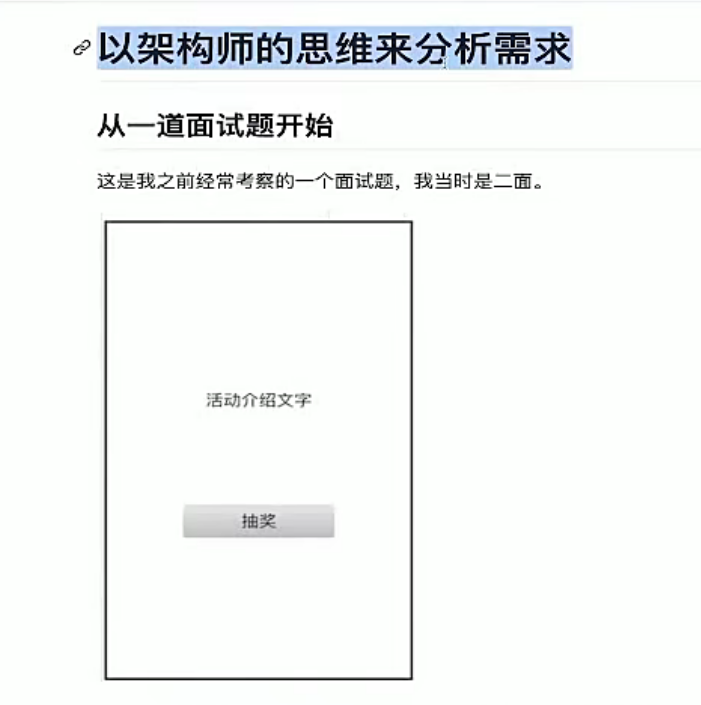 以架构师的思维来分析需求
从一道面试题开始
这是我之前经常考察的一个面试题，我当时是二面。
活动介绍文字
抽奖